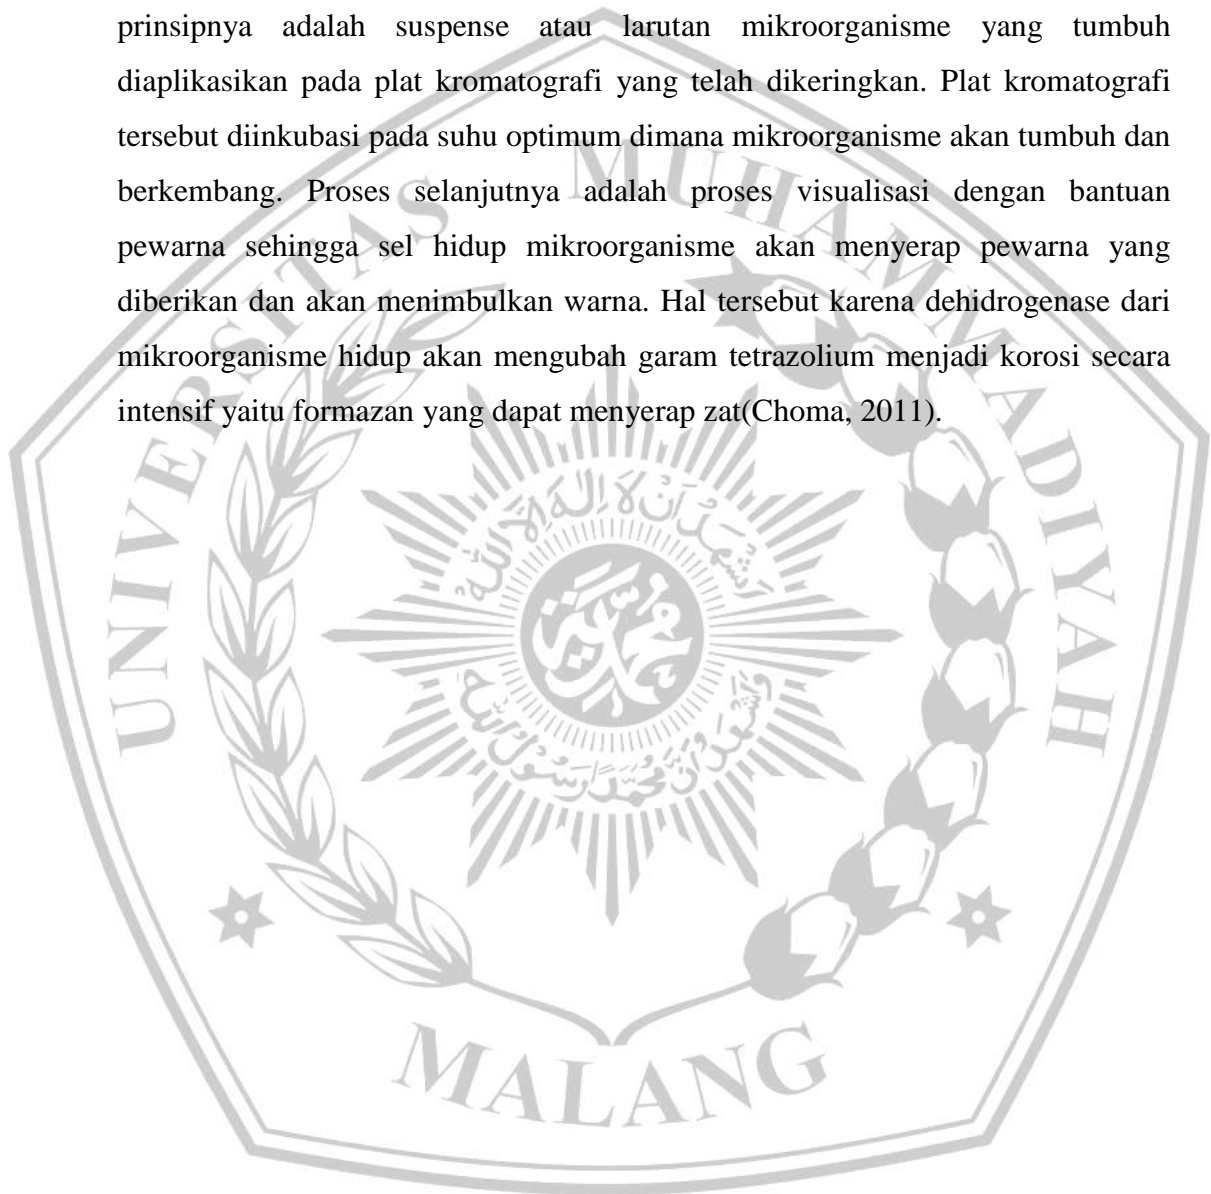 prinsipnya adalah suspense atau larutan mikroorganisme yang tumbuh
diaplikasikan pada plat kromatografi yang telah dikeringkan. Plat kromatografi
tersebut diinkubasi pada suhu optimum dimana mikroorganisme akan tumbuh dan
berkembang. Proses selanjutnya adalah proses visualisasi dengan bantuan
pewarna sehingga sel hidup mikroorganisme akan menyerap pewarna yang
diberikan dan akan menimbulkan warna. Hal tersebut karena dehidrogenase dari
mikroorganisme hidup akan mengubah garam tetrazolium menjadi korosi secara
intensif yaitu formazan yang dapat menyerap zat(Choma, 2011).
UNIVERSITAS MUHAMMADIYAH
MALANG